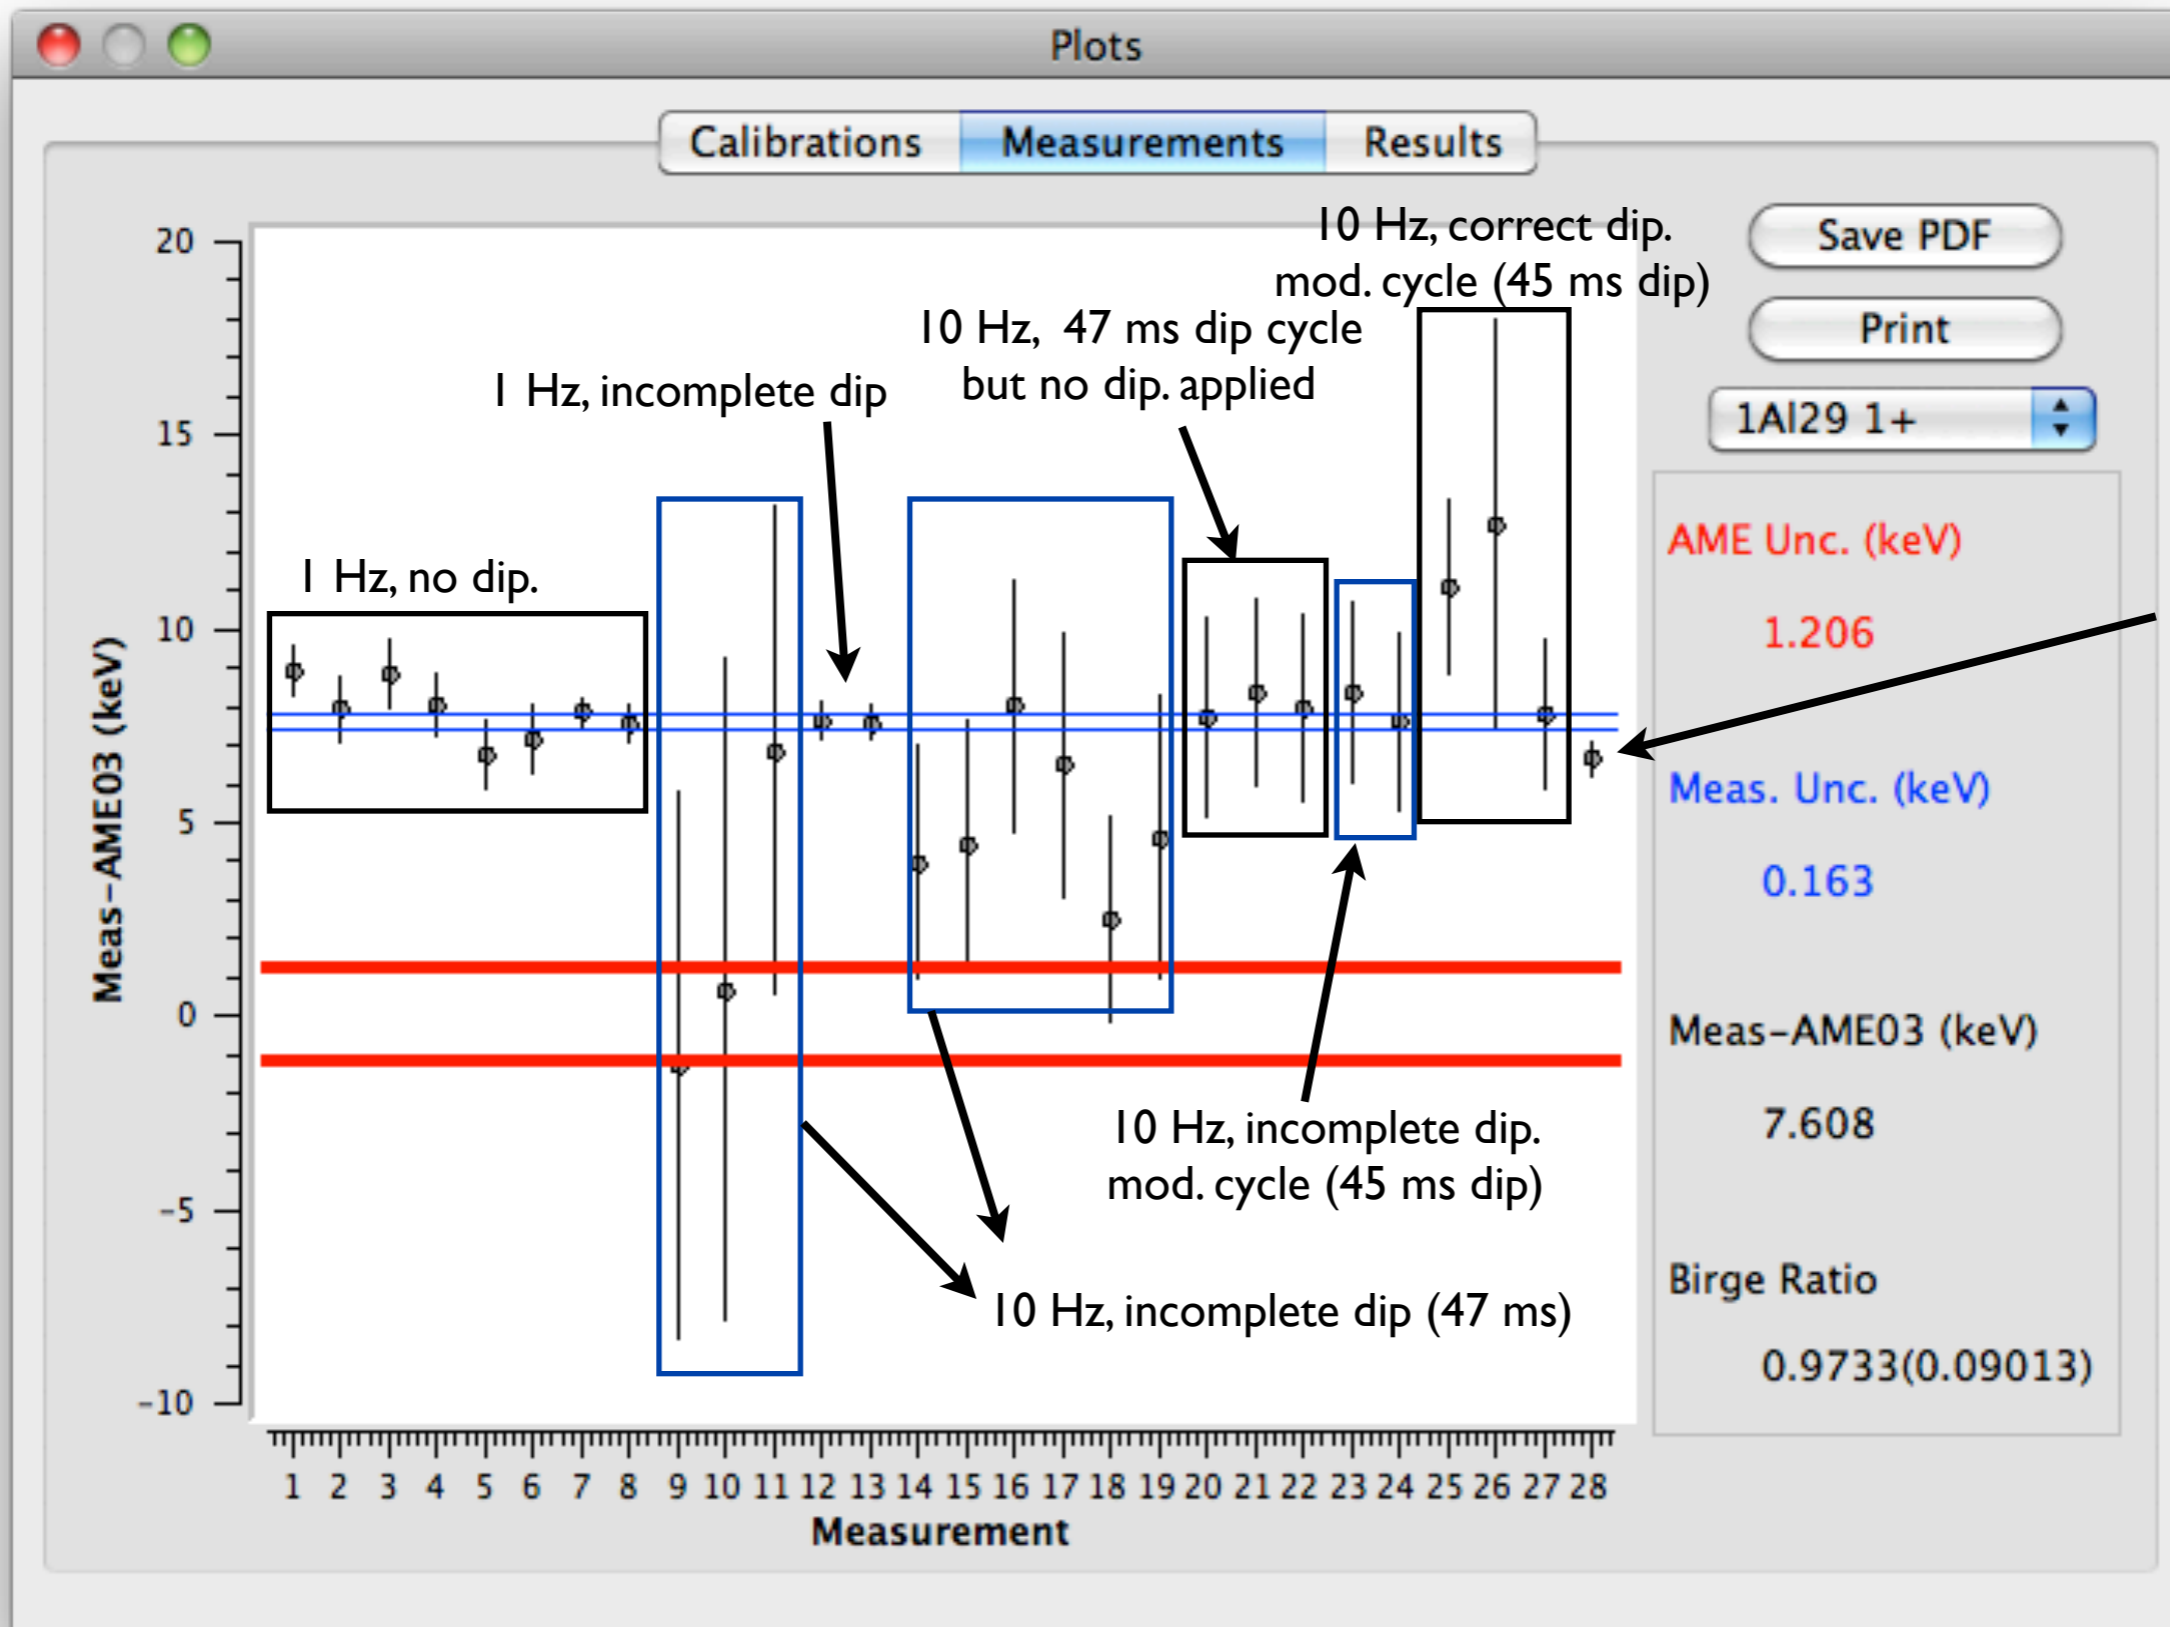 Plots
Calibrations Measurements Results
10 Hz, correct dip.
mod. cycle (45 ms dip)
10 Hz, 47 ms dip cycle
but no dip. applied
1 Hz, incomplete dip
1 Hz, no dip.
Save PDF
Print
1Al29 1+
AME Unc. (keV)
1.206
Meas. Unc. (keV)
0.163
Meas-AME03 (keV)
7.608
Birge Ratio
0.9733(0.09013)
10 Hz, incomplete dip.
mod. cycle (45 ms dip)
10 Hz, incomplete dip (47 ms)
Meas-AME03 (keV)
20
15
10
5
0
-5
-10
1 2 3 4 5 6 7 8 9 10 11 12 13 14 15 16 17 18 19 20 21 22 23 24 25 26 27 28
Measurement